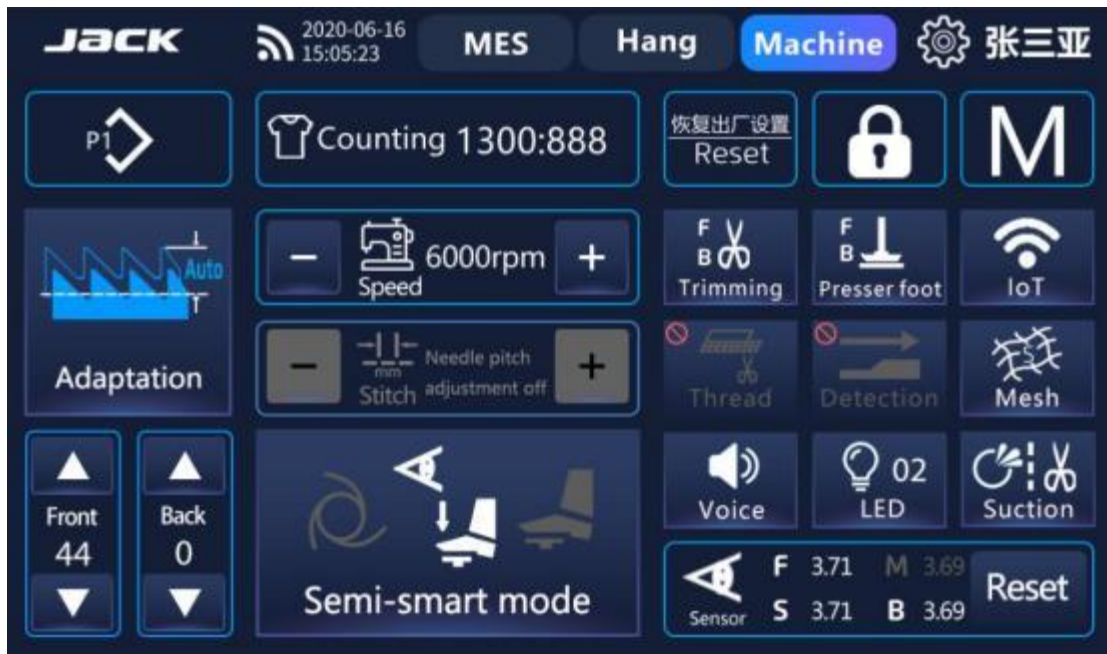 JACK
2020-06-16
15:05:23
MES
Hang
Machine
张三亚
P1
Counting 1300:888
恢复出厂设置
Reset
M
Auto
Adaptation
6000rpm
Speed
F
B
Trimming
F
B
Presser foot
IoT
mm
Stitch
Needle pitch
adjustment off
Thread
Detection
S
Mesh
Front
44
Back
0
Semi-smart mode
Voice
02
LED
Suction
Sensor
F 3.71 M 3.69
S 3.71 B 3.69
Reset